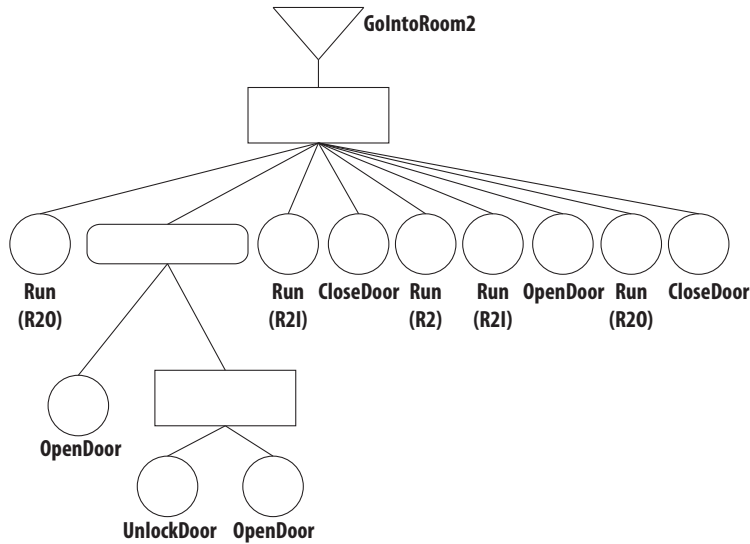 GoIntoRoom2
Run CloseDoor Run Run OpenDoor Run CloseDoor
Run
(R2O)
(R2I)
(R2)
(R2I)
(R2O)
OpenDoor
UnlockDoor OpenDoor